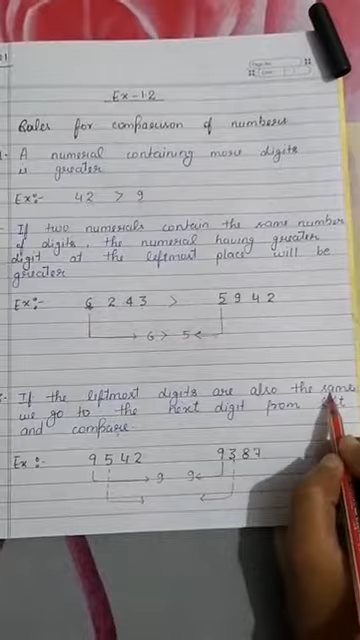 Ex - 1.2
Rules for comparison of numbers
A numeral containing more digits
is greater
Ex:- 42 > 9
If two numerals contain the same number
of digits, the numeral having greater
digit at the leftmost place will be
greater
Ex:- 6 2 4 3 > 5 9 4 2
6 > 5
If the leftmost digits are also the same
we go to the next digit from
and compare
Ex:- 9 5 4 2 9 3 8 7
9 9